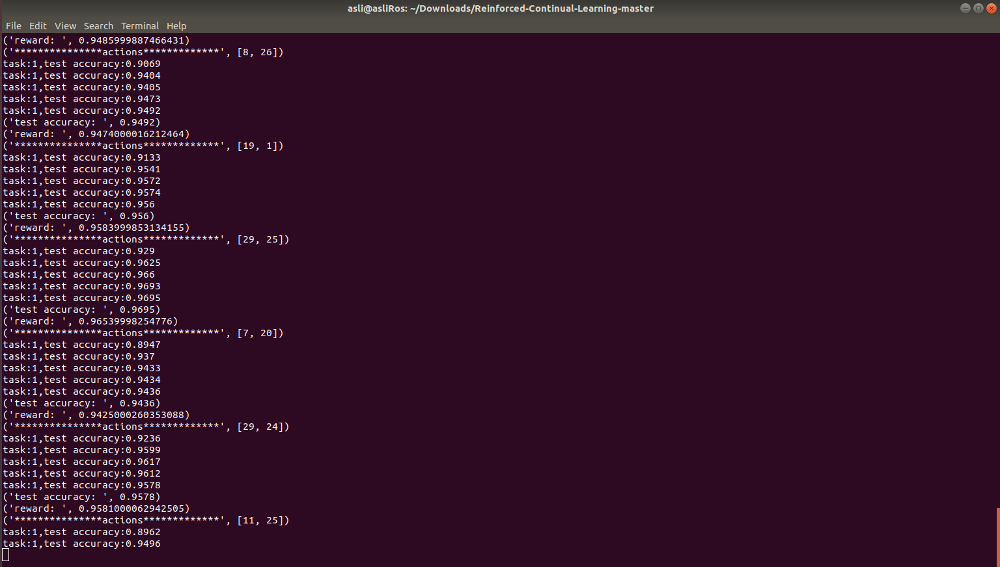 asli@asliRos: ~/Downloads/Reinforced-Continual-Learning-master
File Edit View Search Terminal Help
('reward: ', 0.9485999887466431)
('***************actions*************', [8, 26])
task:1,test accuracy:0.9069
task:1,test accuracy:0.9404
task:1,test accuracy:0.9405
task:1,test accuracy:0.9473
task:1,test accuracy:0.9492
('test accuracy: ', 0.9492)
('reward: ', 0.9474000016212464)
('***************actions*************', [19, 1])
task:1,test accuracy:0.9133
task:1,test accuracy:0.9541
task:1,test accuracy:0.9572
task:1,test accuracy:0.9574
task:1,test accuracy:0.956
('test accuracy: ', 0.956)
('reward: ', 0.9583999853134155)
('***************actions*************', [29, 25])
task:1,test accuracy:0.929
task:1,test accuracy:0.9625
task:1,test accuracy:0.966
task:1,test accuracy:0.9693
task:1,test accuracy:0.9695
('test accuracy: ', 0.9695)
('reward: ', 0.96539998254776)
('***************actions*************', [7, 20])
task:1,test accuracy:0.8947
task:1,test accuracy:0.937
task:1,test accuracy:0.9433
task:1,test accuracy:0.9434
task:1,test accuracy:0.9436
('test accuracy: ', 0.9436)
('reward: ', 0.9425000260353088)
('***************actions*************', [29, 24])
task:1,test accuracy:0.9236
task:1,test accuracy:0.9599
task:1,test accuracy:0.9617
task:1,test accuracy:0.9612
task:1,test accuracy:0.9578
('test accuracy: ', 0.9578)
('reward: ', 0.9581000062942505)
('***************actions*************', [11, 25])
task:1,test accuracy:0.8962
task:1,test accuracy:0.9496